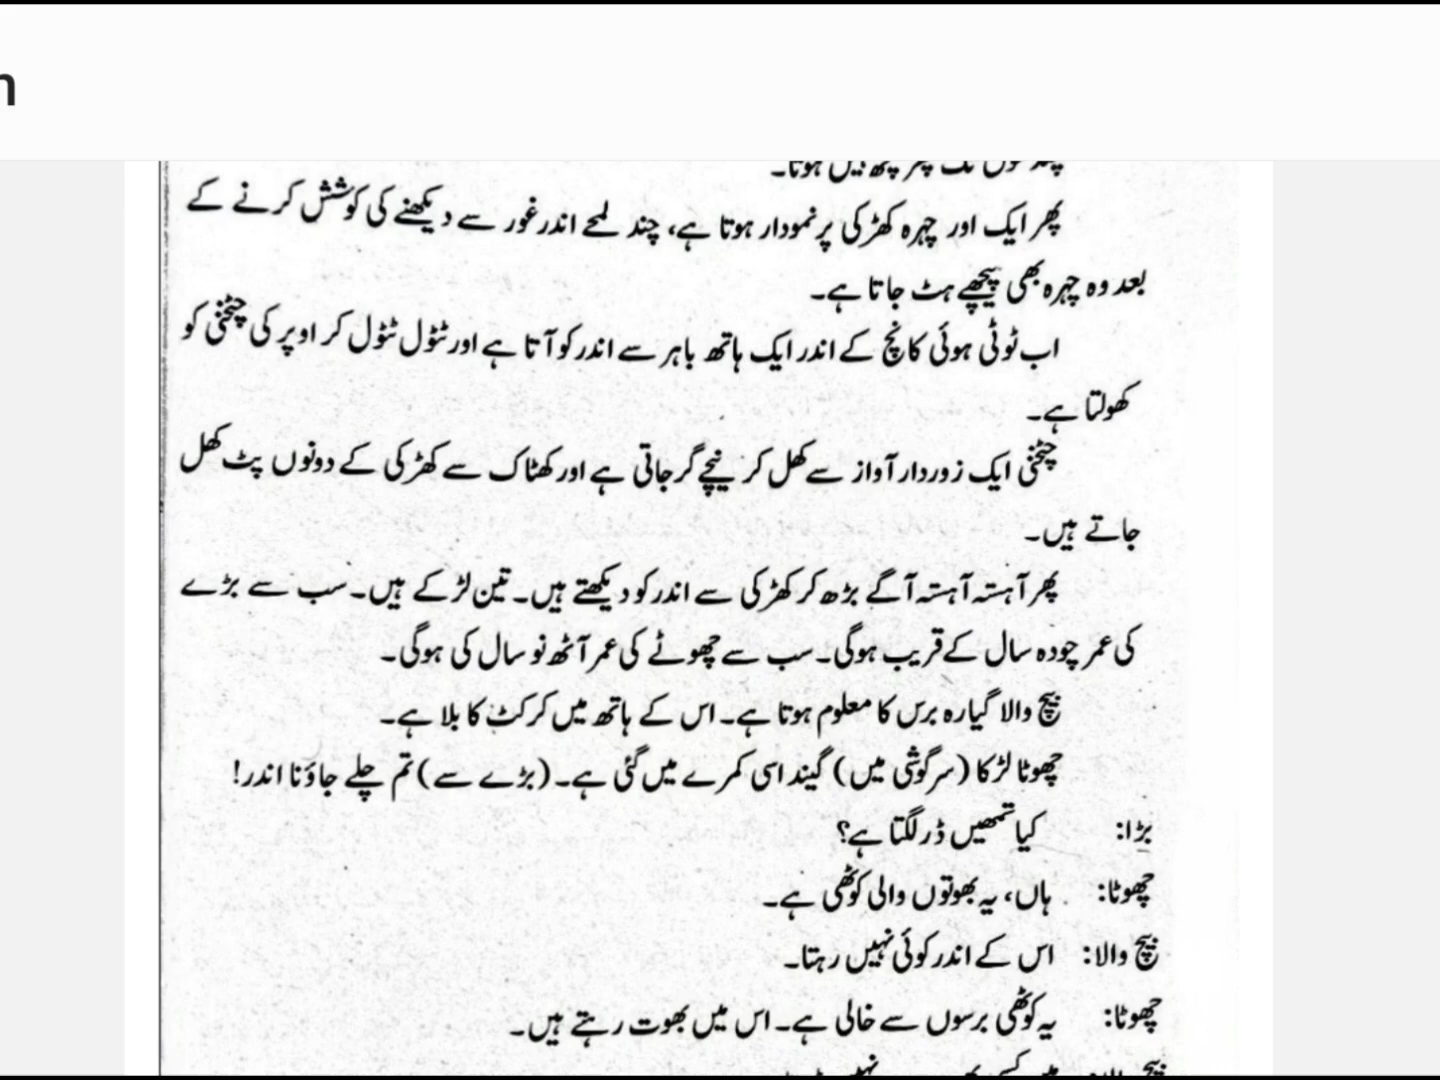 n
پھر ایک اور چہرہ کھڑکی پر نمودار ہوتا ہے، چند لمحے اندر غور سے دیکھنے کی کوشش کرنے کے
بعد وہ چہرہ بھی پیچھے ہٹ جاتا ہے۔
اب ٹوٹی ہوئی کانچ کے اندر ایک ہاتھ باہر سے اندر کو آتا ہے اور ٹٹول ٹٹول کر اوپر کی چٹخنی کو
کھولتا ہے۔
چٹخنی ایک زوردار آواز سے کھل کر نیچے گر جاتی ہے اور کھٹاک سے کھڑکی کے دونوں پٹ کھل
جاتے ہیں۔
پھر آہستہ آہستہ آگے بڑھ کر کھڑکی سے اندر کو دیکھتے ہیں۔ تین لڑکے ہیں۔ سب سے بڑے
کی عمر چودہ سال کے قریب ہوگی۔ سب سے چھوٹے کی عمر آٹھ نو سال کی ہوگی۔
بیچ والا گیارہ برس کا معلوم ہوتا ہے۔ اس کے ہاتھ میں کرکٹ کا بلا ہے۔
چھوٹا لڑکا (سرگوشی میں) گیند اسی کمرے میں گئی ہے۔ (بڑے سے) تم چلے جاؤ نا اندر!
بڑا: کیا تمھیں ڈر لگتا ہے؟
چھوٹا: ہاں، یہ بھوتوں والی کوٹھی ہے۔
بیچ والا: اس کے اندر کوئی نہیں رہتا۔
چھوٹا: یہ کوٹھی برسوں سے خالی ہے۔ اس میں بھوت رہتے ہیں۔